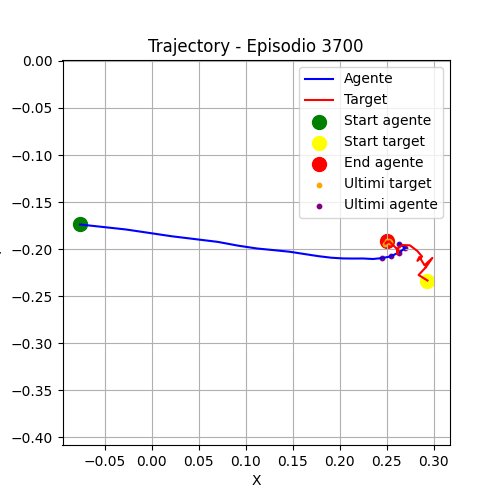 Trajectory - Episodio 3700
Agente
Target
Start agente
Start target
End agente
Ultimi target
Ultimi agente
0.00
−0.05
−0.10
−0.15
−0.20
−0.25
−0.30
−0.35
−0.40
−0.05 0.00 0.05 0.10 0.15 0.20 0.25 0.30
X